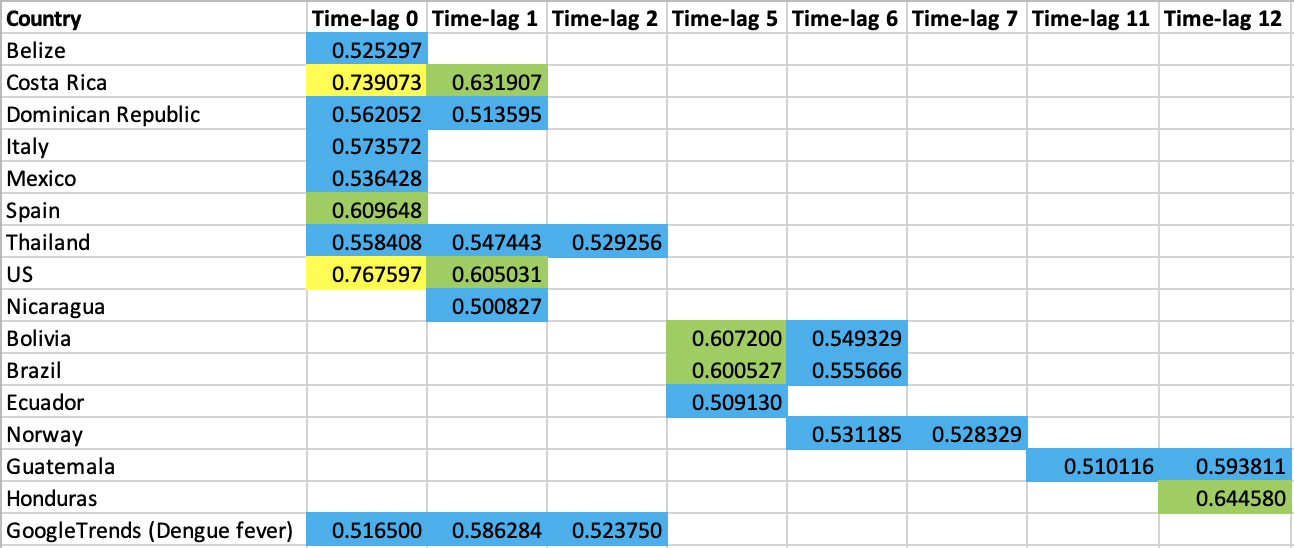 Country Time-lag 0 Time-lag 1 Time-lag 2 Time-lag 5 Time-lag 6 Time-lag 7 Time-lag 11 Time-lag 12
Belize 0.525297
Costa Rica 0.739073 0.631907
Dominican Republic 0.562052 0.513595
Italy 0.573572
Mexico 0.536428
Spain 0.609648
Thailand 0.558408 0.547443 0.529256
US 0.767597 0.605031
Nicaragua 0.500827
Bolivia 0.607200 0.549329
Brazil 0.600527 0.555666
Ecuador 0.509130
Norway 0.531185 0.528329
Guatemala 0.510116 0.593811
Honduras 0.644580
GoogleTrends (Dengue fever) 0.516500 0.586284 0.523750